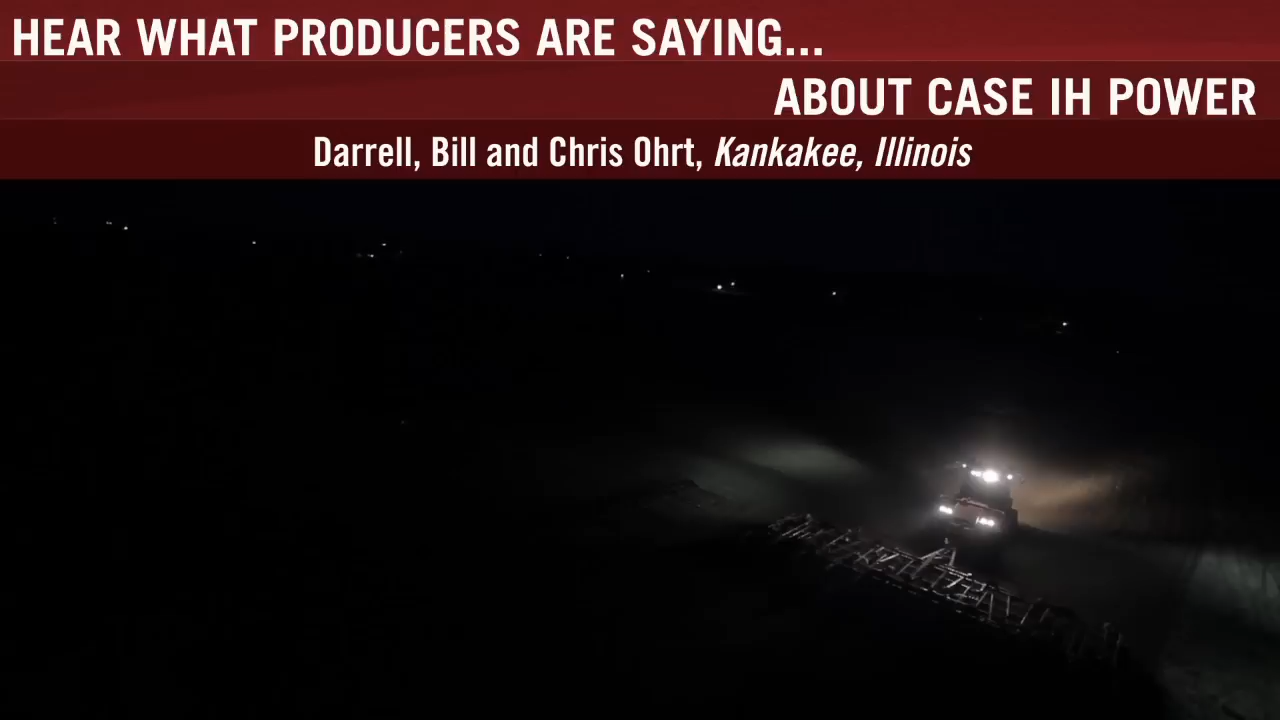 HEAR WHAT PRODUCERS ARE SAYING...
ABOUT CASE IH POWER
Darrell, Bill and Chris Ohrt, Kankakee, Illinois